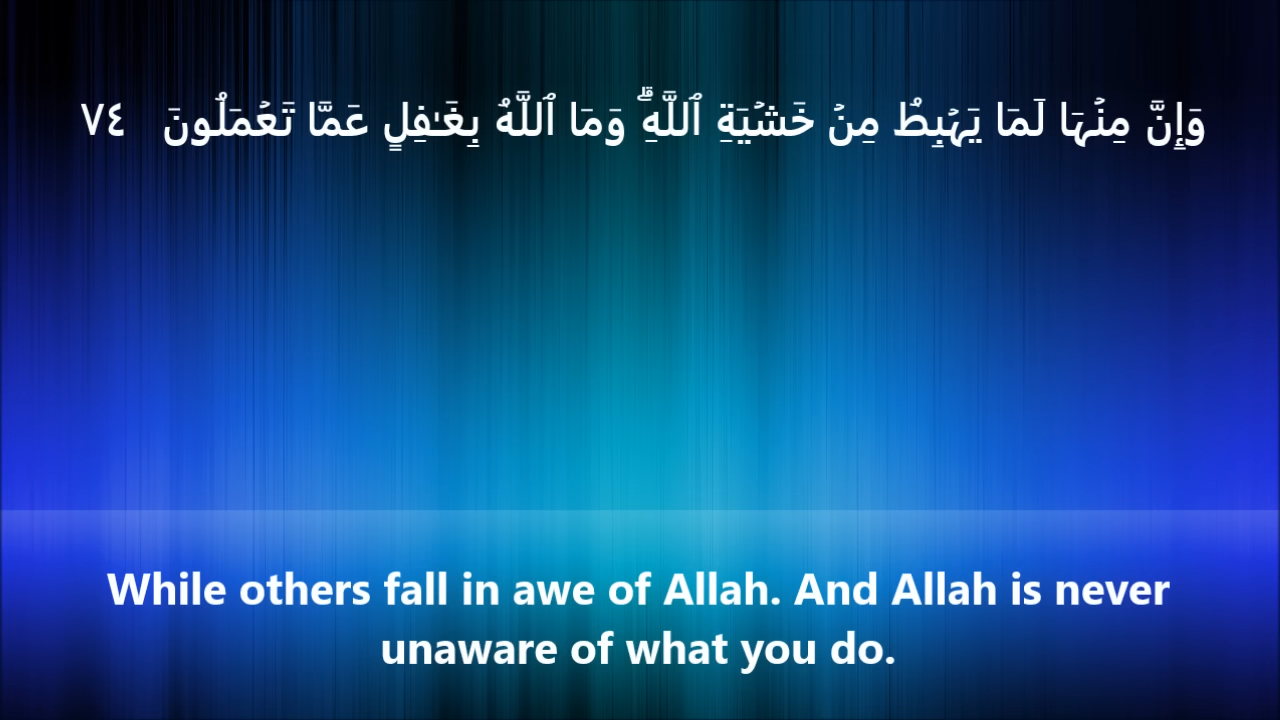 وَإِنَّ مِنۡهَا لَمَا يَهۡبِطُ مِنۡ خَشۡيَةِ ٱللَّهِۗ وَمَا ٱللَّهُ بِغَـٰفِلٍ عَمَّا تَعۡمَلُونَ ٧٤
While others fall in awe of Allah. And Allah is never
unaware of what you do.